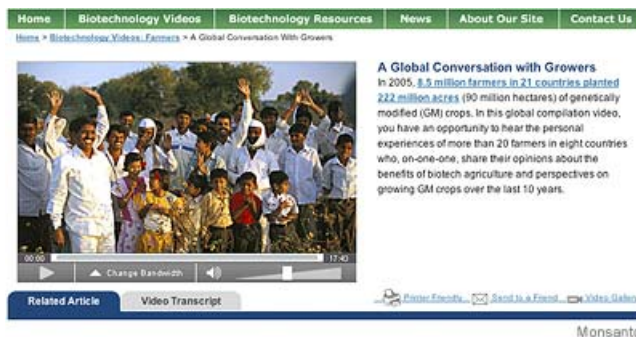 Home Biotechnology Videos Biotechnology Resources News About Our Site Contact Us
Home > Biotechnology Videos: Farmers > A Global Conversation With Growers
A Global Conversation with Growers
In 2005, 8.5 million farmers in 21 countries planted
222 million acres (90 million hectares) of genetically
modified (GM) crops. In this global compilation video,
you have an opportunity to hear the personal
experiences of more than 20 farmers in eight countries
who, on-one-one, share their opinions about the
benefits of biotech agriculture and perspectives on
growing GM crops over the last 10 years.
00:00 17:43
Change Bandwidth
Related Article Video Transcript
Printer Friendly Send to a Friend Video Galler
Monsanto